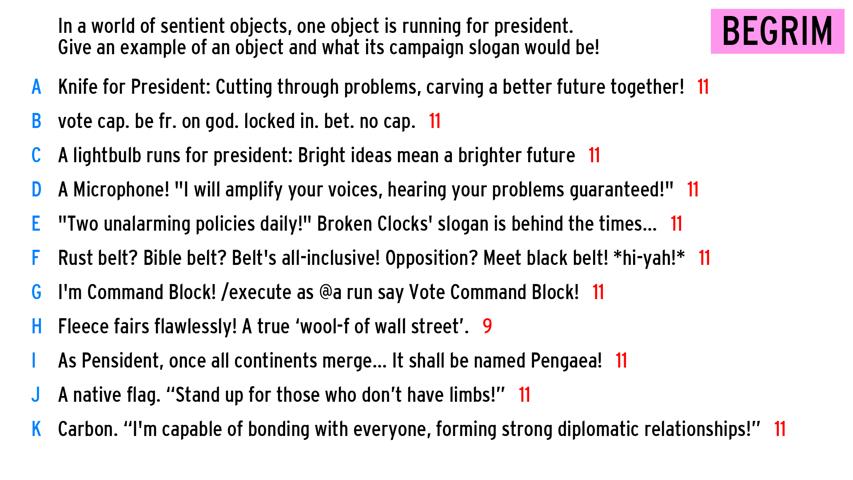 In a world of sentient objects, one object is running for president.
Give an example of an object and what its campaign slogan would be!
BEGRIM
A Knife for President: Cutting through problems, carving a better future together! 11
B vote cap. be fr. on god. locked in. bet. no cap. 11
C A lightbulb runs for president: Bright ideas mean a brighter future 11
D A Microphone! "I will amplify your voices, hearing your problems guaranteed!" 11
E "Two unalarming policies daily!" Broken Clocks' slogan is behind the times... 11
F Rust belt? Bible belt? Belt's all-inclusive! Opposition? Meet black belt! *hi-yah!* 11
G I'm Command Block! /execute as @a run say Vote Command Block! 11
H Fleece fairs flawlessly! A true ‘wool-f of wall street’. 9
I As Pensident, once all continents merge... It shall be named Pengaea! 11
J A native flag. “Stand up for those who don’t have limbs!” 11
K Carbon. “I'm capable of bonding with everyone, forming strong diplomatic relationships!” 11